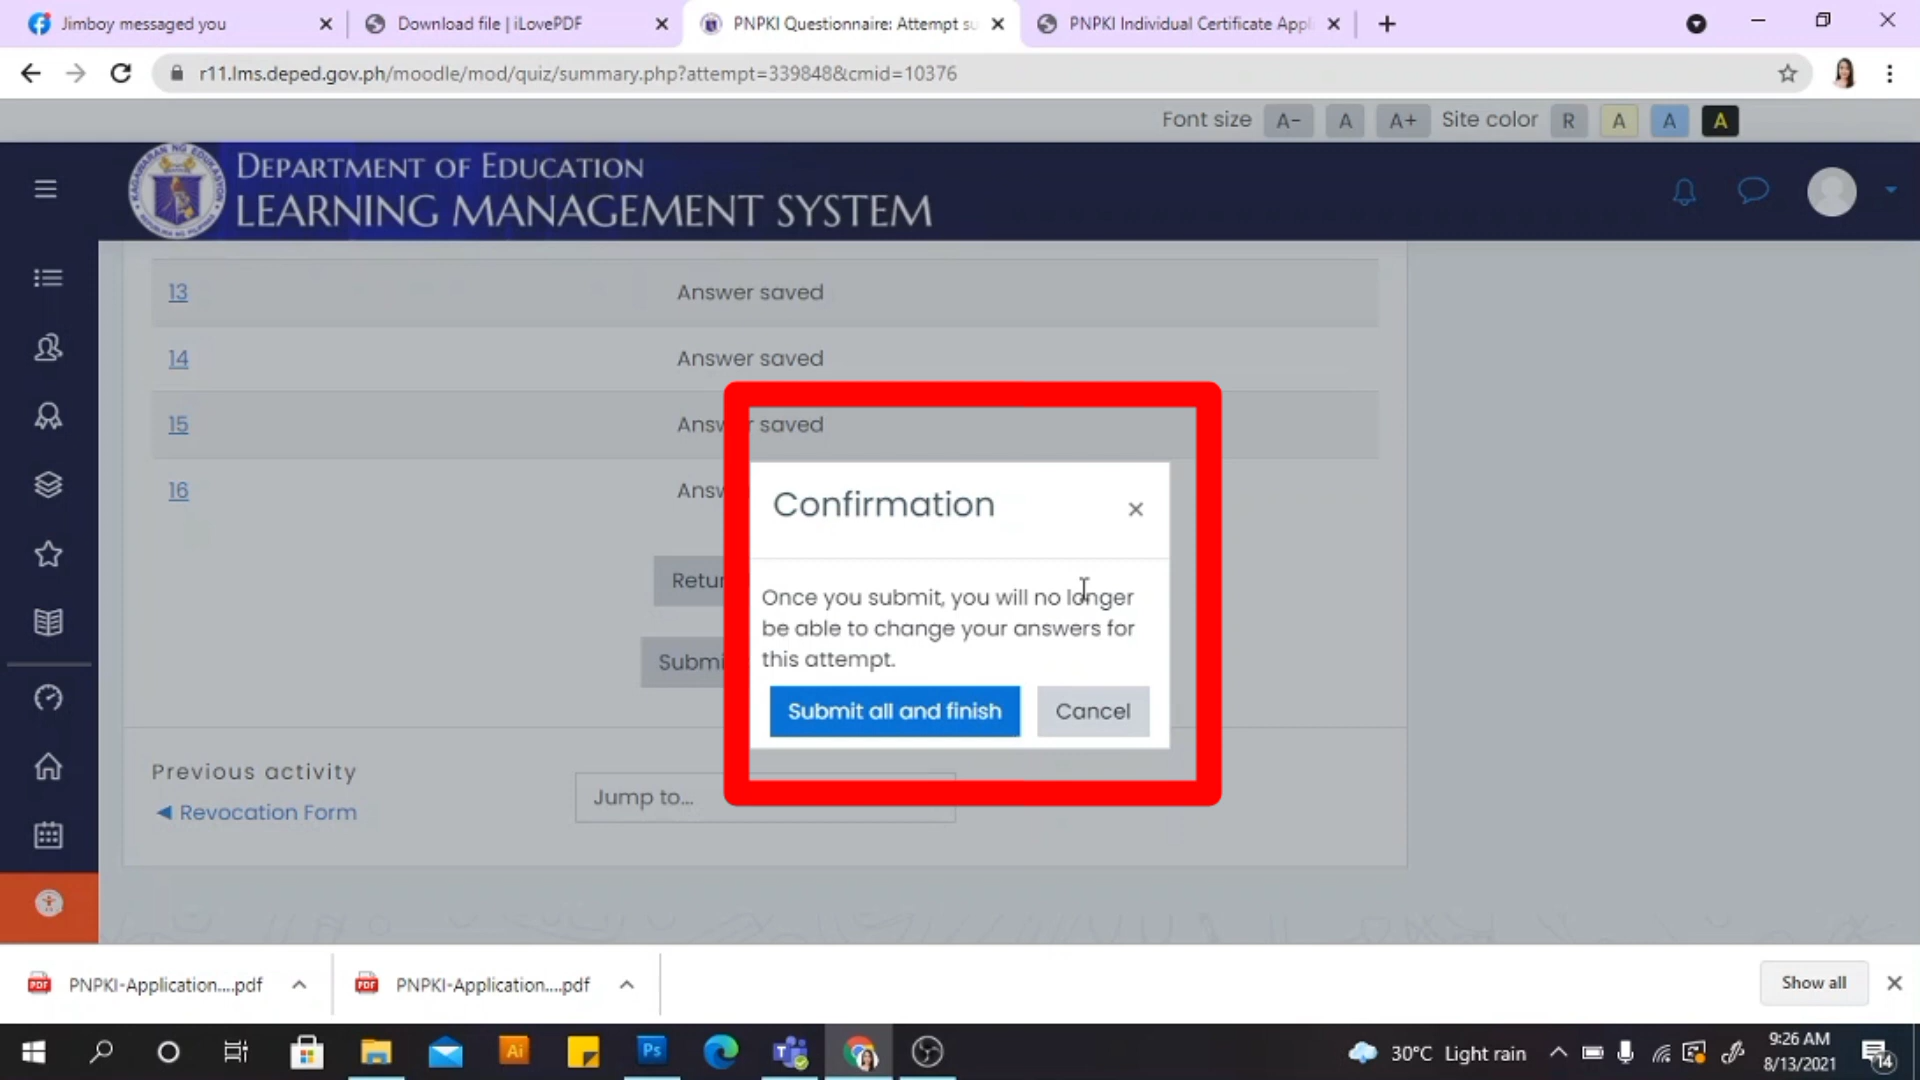 Jimboy messaged you
Download file | iLovePDF
PNPKI Questionnaire: Attempt su
PNPKI Individual Certificate Appl
r11.lms.deped.gov.ph/moodle/mod/quiz/summary.php?attempt=339848&cmid=10376
Font size A- A A+ Site color R A A A
DEPARTMENT OF EDUCATION
LEARNING MANAGEMENT SYSTEM
13 Answer saved
14 Answer saved
15 Answer saved
16 Answ
Confirmation
Once you submit, you will no longer
be able to change your answers for
this attempt.
Submit all and finish Cancel
Retur
Submi
Previous activity
◄ Revocation Form
Jump to...
PNPKI-Application....pdf
PNPKI-Application....pdf
Show all
Ai
Ps
30°C Light rain
9:26 AM
8/13/2021
14